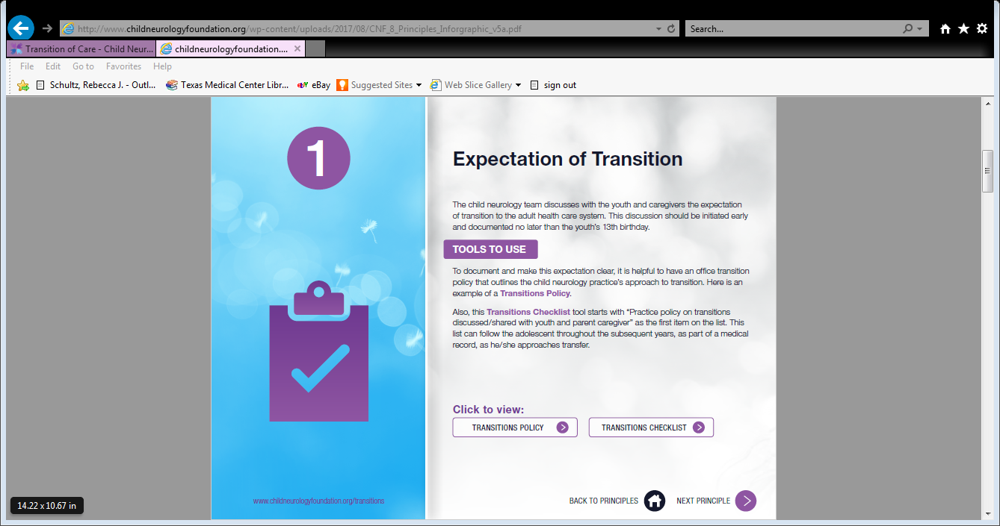 http://www.childneurologyfoundation.org/wp-content/uploads/2017/08/CNF_8_Principles_Inforgraphic_v5a.pdf
Search...
Transition of Care - Child Neur...
childneurologyfoundation....
File Edit Go to Favorites Help
Schultz, Rebecca J. - Outl...
Texas Medical Center Libr...
eBay
Suggested Sites
Web Slice Gallery
sign out
1
Expectation of Transition
The child neurology team discusses with the youth and caregivers the expectation
of transition to the adult health care system. This discussion should be initiated early
and documented no later than the youth's 13th birthday.
TOOLS TO USE
To document and make this expectation clear, it is helpful to have an office transition
policy that outlines the child neurology practice's approach to transition. Here is an
example of a Transitions Policy.
Also, this Transitions Checklist tool starts with “Practice policy on transitions
discussed/shared with youth and parent caregiver” as the first item on the list. This
list can follow the adolescent throughout the subsequent years, as part of a medical
record, as he/she approaches transfer.
Click to view:
TRANSITIONS POLICY
TRANSITIONS CHECKLIST
www.childneurologyfoundation.org/transitions
BACK TO PRINCIPLES
NEXT PRINCIPLE
14.22 x 10.67 in